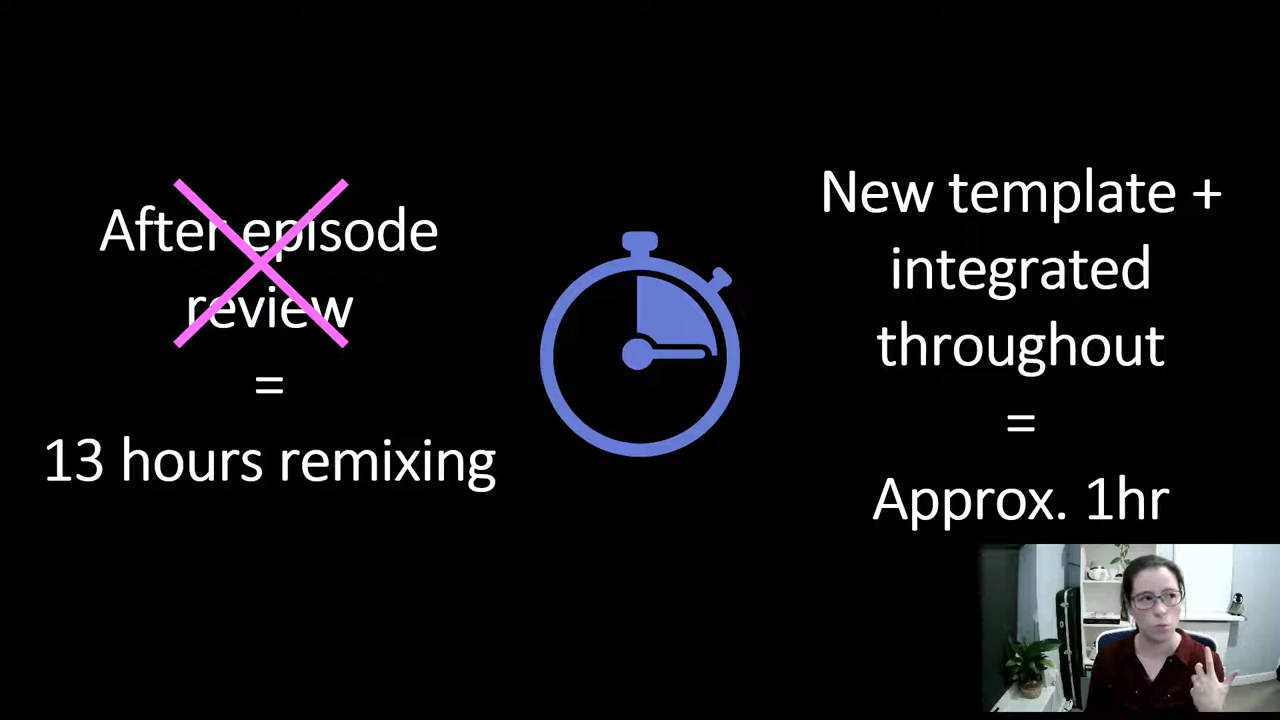 After episode
review
=
13 hours remixing
New template +
integrated
throughout
=
Approx. 1hr